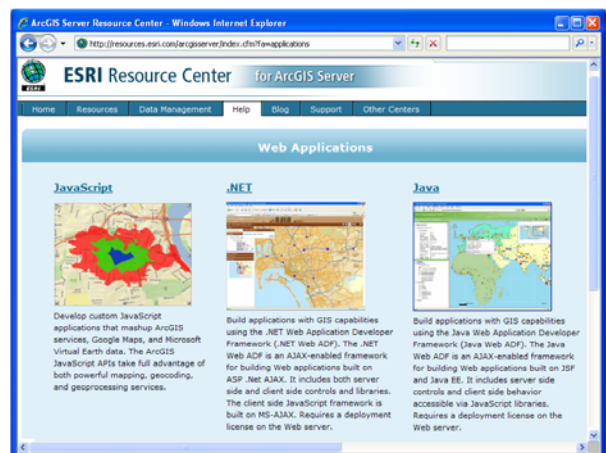 ArcGIS Server Resource Center - Windows Internet Explorer
http://resources.esri.com/arcgisserver/index.cfm?fa=applications
ESRI
ESRI Resource Center for ArcGIS Server
Home Resources Data Management Help Blog Support Other Centers
Web Applications
JavaScript
Develop custom JavaScript
applications that mashup ArcGIS
services, Google Maps, and Microsoft
Virtual Earth data. The ArcGIS
JavaScript APIs take full advantage of
both powerful mapping, geocoding,
and geoprocessing services.
.NET
Build applications with GIS capabilities
using the .NET Web Application Developer
Framework (.NET Web ADF). The .NET
Web ADF is an AJAX-enabled framework
for building Web applications built on
ASP .Net AJAX. It includes both server
side and client side controls and libraries.
The client side JavaScript framework is
built on MS-AJAX. Requires a deployment
license on the Web server.
Java
Build applications with GIS capabilities
using the Java Web Application Developer
Framework (Java Web ADF). The Java
Web ADF is an AJAX-enabled framework
for building Web applications built on JSF
and Java EE. It includes server side
controls and client side behavior
accessible via JavaScript libraries.
Requires a deployment license on the
Web server.